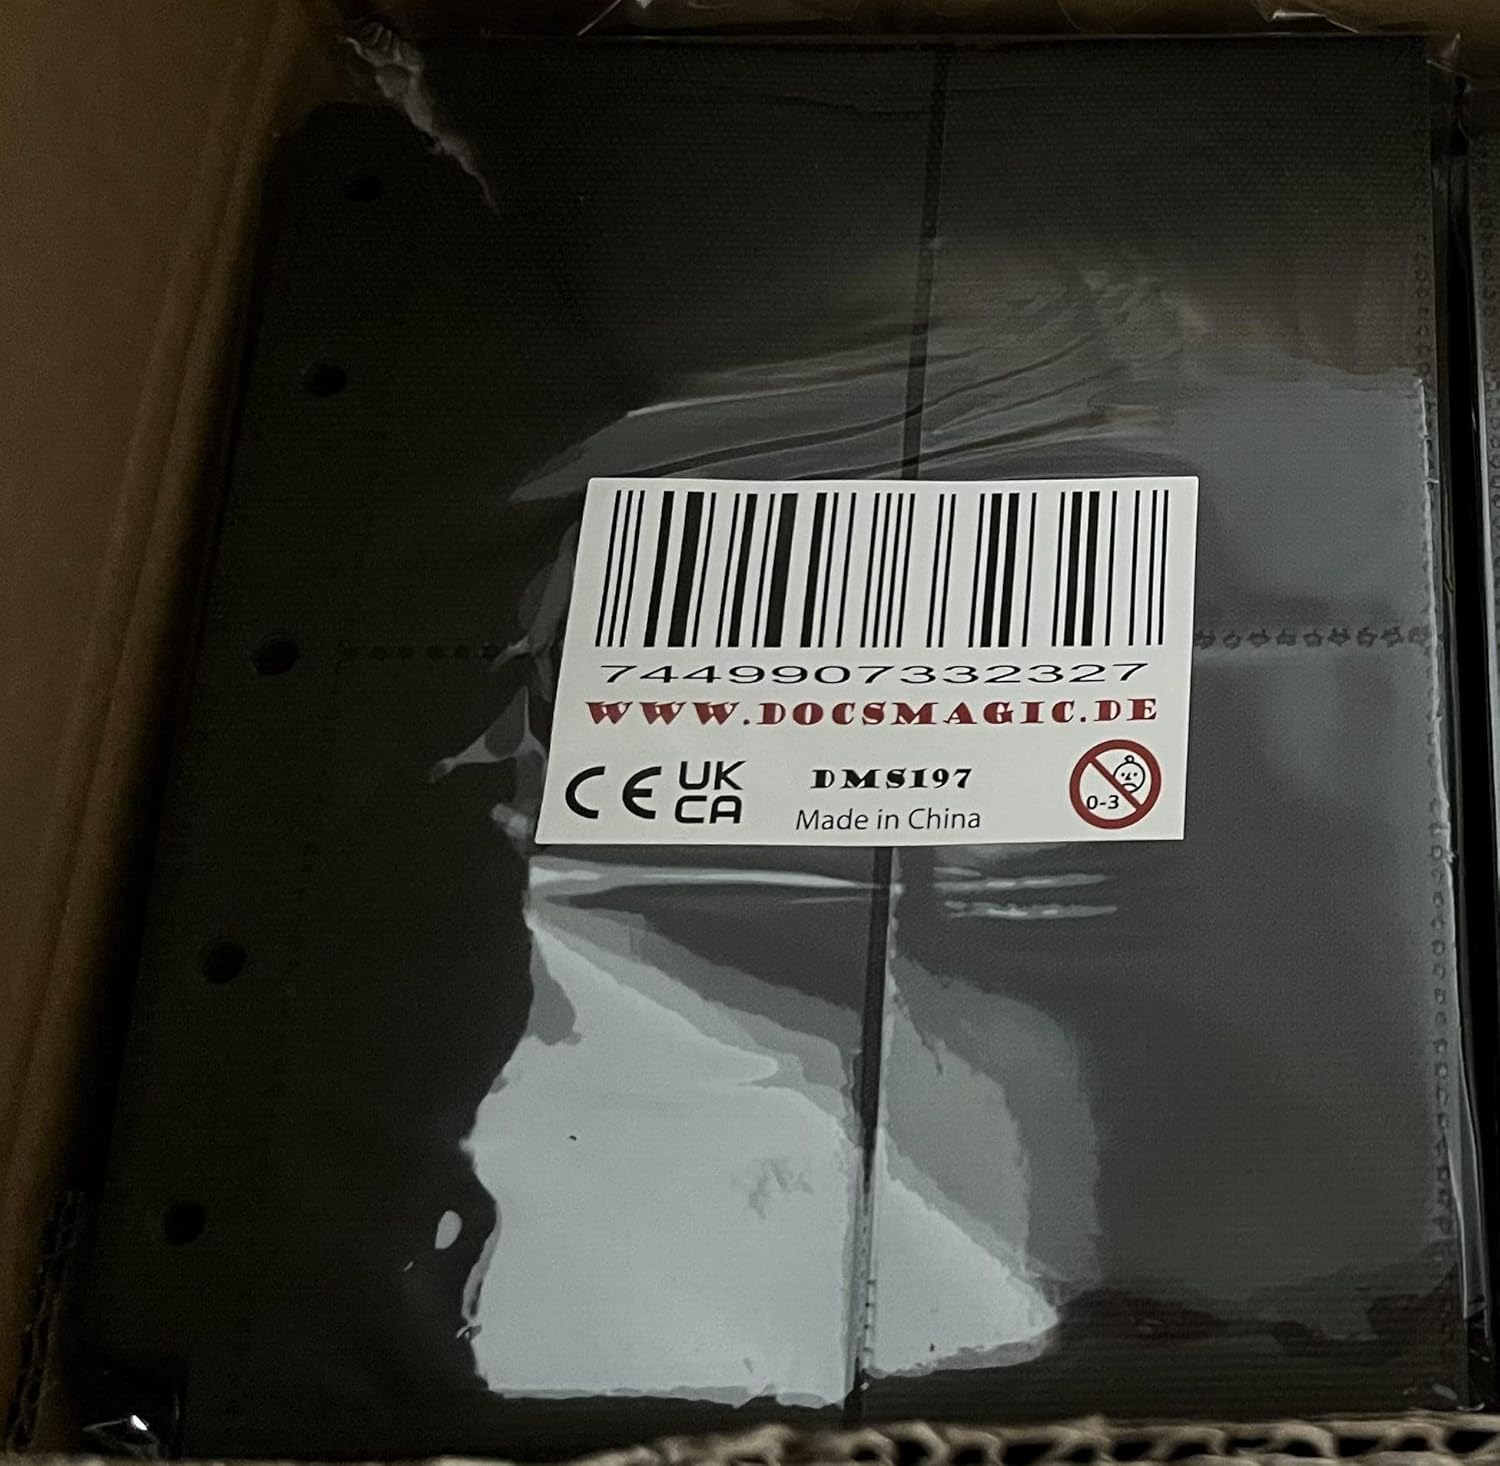 7449907332327
WWW.DOCSMAGIC.DE
CE UK CA DMS197
Made in China
0-3